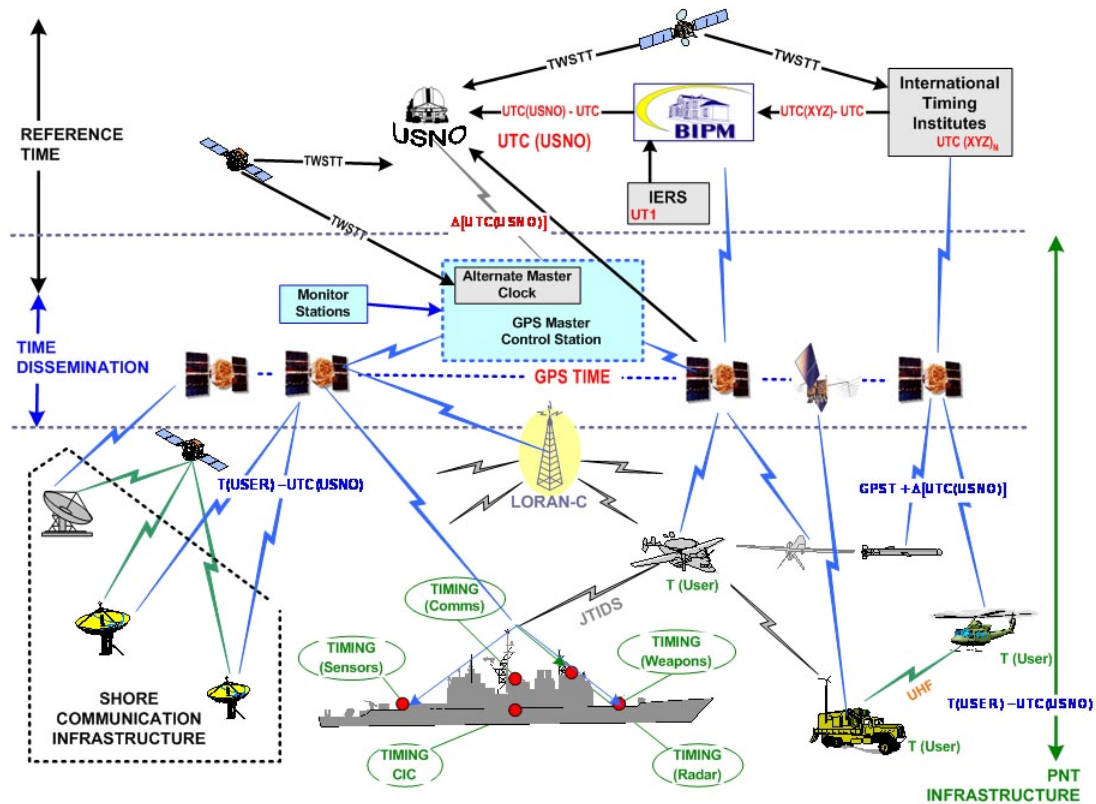 TWSTT
TWSTT
REFERENCE
TIME
USNO
UTC(USNO) - UTC
UTC (USNO)
BIPM
UTC(XYZ)- UTC
International
Timing
Institutes
UTC (XYZ)N
TWSTT
TWSTT
IERS
UT1
Δ[UTC(USNO)]
Alternate Master
Clock
Monitor
Stations
GPS Master
Control Station
TIME
DISSEMINATION
GPS TIME
T(USER) – UTC(USNO)
LORAN-C
GPST + Δ[UTC(USNO)]
T (User)
JTIDS
TIMING
(Comms)
TIMING
(Sensors)
TIMING
(Weapons)
T (User)
UHF
T(USER) – UTC(USNO)
SHORE
COMMUNICATION
INFRASTRUCTURE
TIMING
CIC
TIMING
(Radar)
T (User)
PNT
INFRASTRUCTURE